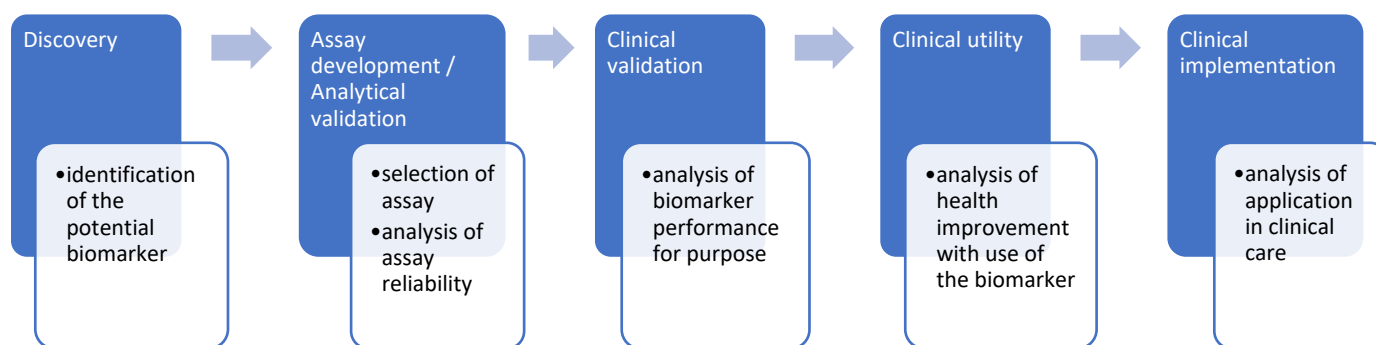 Discovery
•identification
of the
potential
biomarker
Assay
development /
Analytical
validation
•selection of
assay
•analysis of
assay
reliability
Clinical
validation
•analysis of
biomarker
performance
for purpose
Clinical utility
•analysis of
health
improvement
with use of
the biomarker
Clinical
implementation
•analysis of
application
in clinical
care